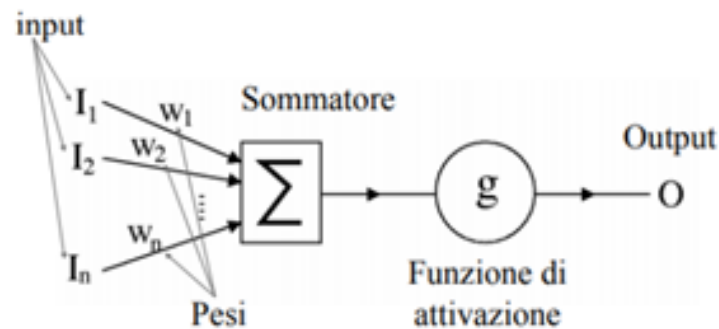 input
I1
w1
Sommatore
I2
w2
....
Σ
g
Output
O
In
wn
Pesi
Funzione di
attivazione